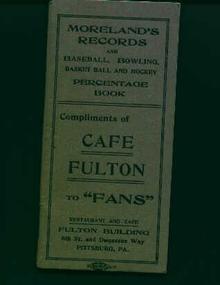 MORELAND'S
RECORDS
AND
BASEBALL, BOWLING,
BASKET BALL AND HOCKEY
PERCENTAGE
BOOK
Compliments of
CAFE
FULTON
TO "FANS"
RESTAURANT AND CAFE
FULTON BUILDING
6th St. and Duquesne Way
PITTSBURG, PA.